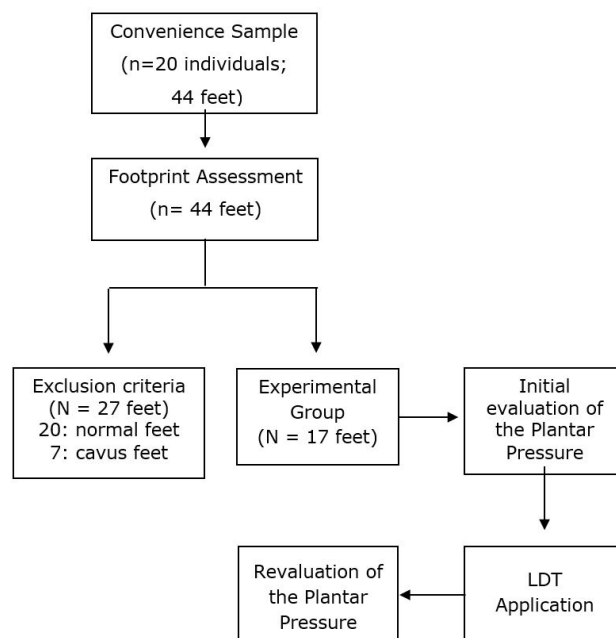 Convenience Sample
(n=20 individuals;
44 feet)
Footprint Assessment
(n= 44 feet)
Exclusion criteria
(N = 27 feet)
20: normal feet
7: cavus feet
Experimental
Group
(N = 17 feet)
Initial
evaluation of
the Plantar
Pressure
LDT
Application
Revaluation of
the Plantar
Pressure